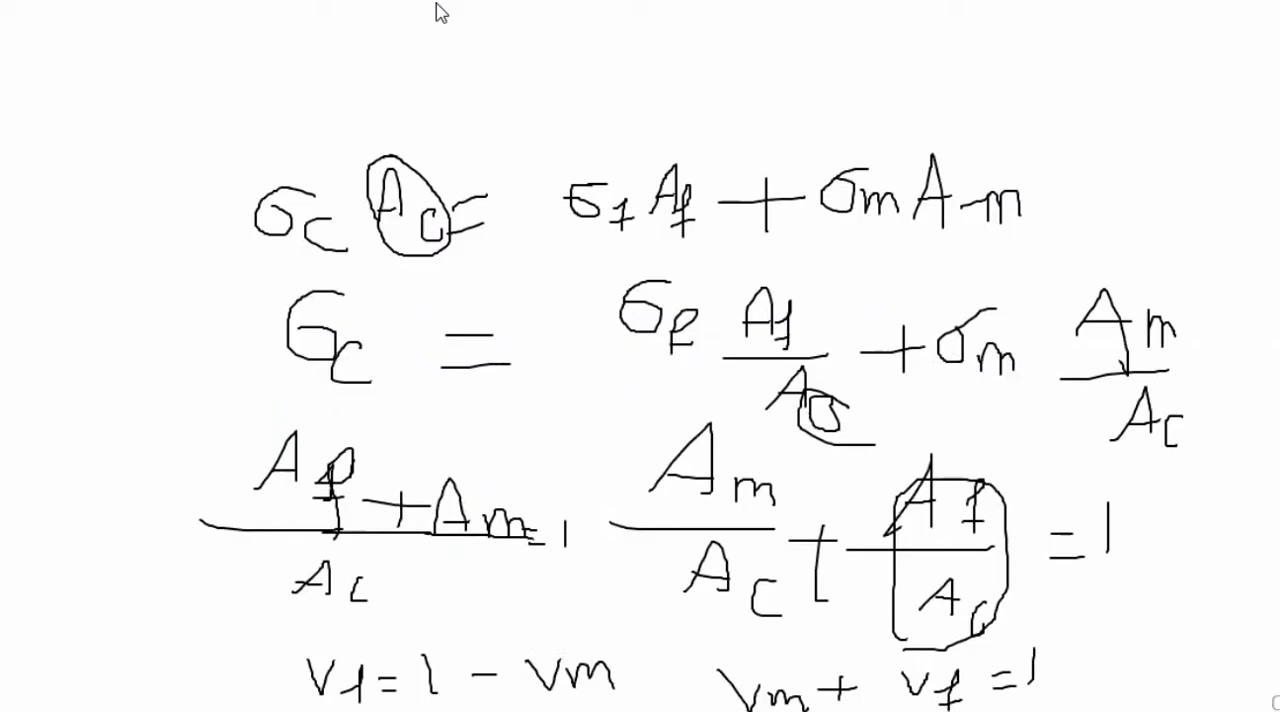 σc Ac = σf Af + σm Am
σc = σf Af/Ac + σm Am/Ac
Af + Am/Ac = 1 Am/Ac + Af/Ac = 1
Vf = 1 - Vm Vm + Vf = 1